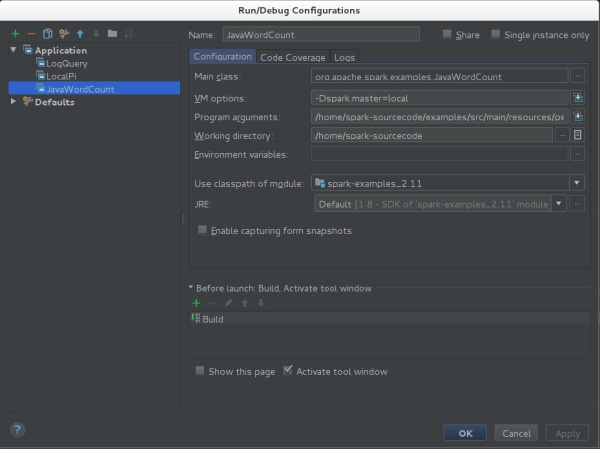 Run/Debug Configurations
Name: JavaWordCount
Share
Single instance only
Application
LogQuery
LocalPi
JavaWordCount
Defaults
Configuration
Code Coverage
Logs
Main class: org.apache.spark.examples.JavaWordCount
VM options: -Dspark.master=local
Program arguments: /home/spark-sourcecode/examples/src/main/resources/pe
Working directory: /home/spark-sourcecode
Environment variables:
Use classpath of module: spark-examples_2.11
JRE: Default (1.8 - SDK of 'spark-examples_2.11' module
Enable capturing form snapshots
Before launch: Build, Activate tool window
Build
Show this page
Activate tool window
?
OK
Cancel
Apply